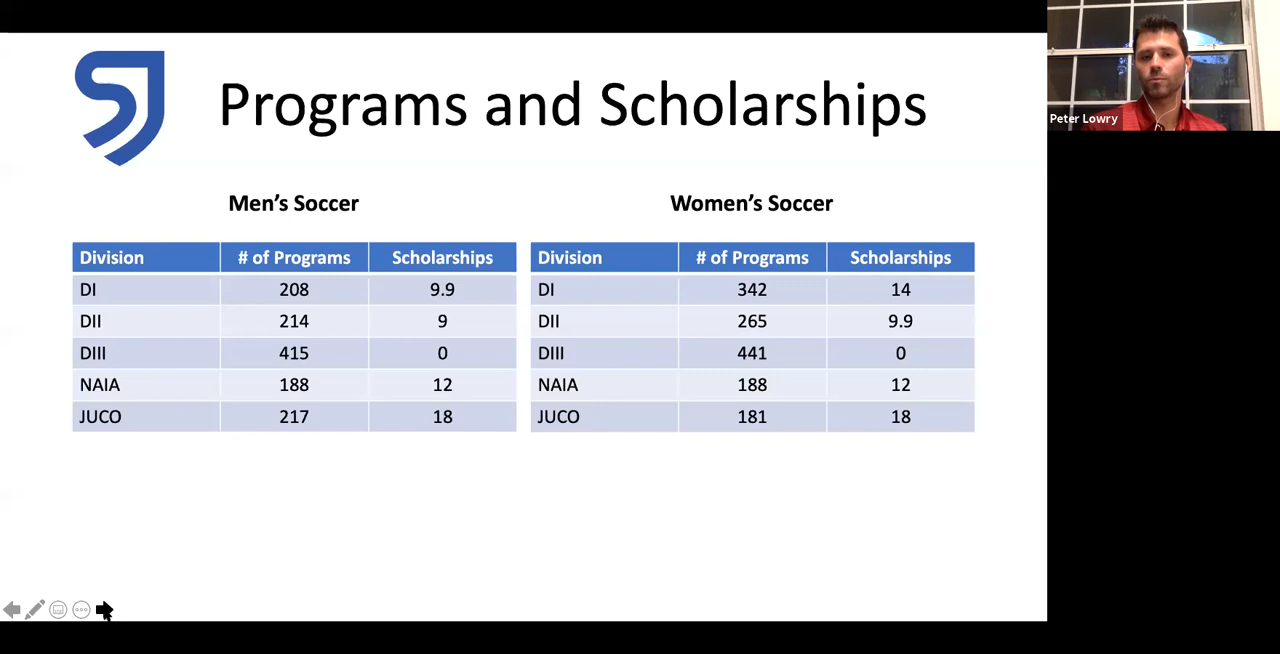 Programs and Scholarships
Peter Lowry
Men's Soccer
Division # of Programs Scholarships
DI 208 9.9
DII 214 9
DIII 415 0
NAIA 188 12
JUCO 217 18
Women's Soccer
Division # of Programs Scholarships
DI 342 14
DII 265 9.9
DIII 441 0
NAIA 188 12
JUCO 181 18